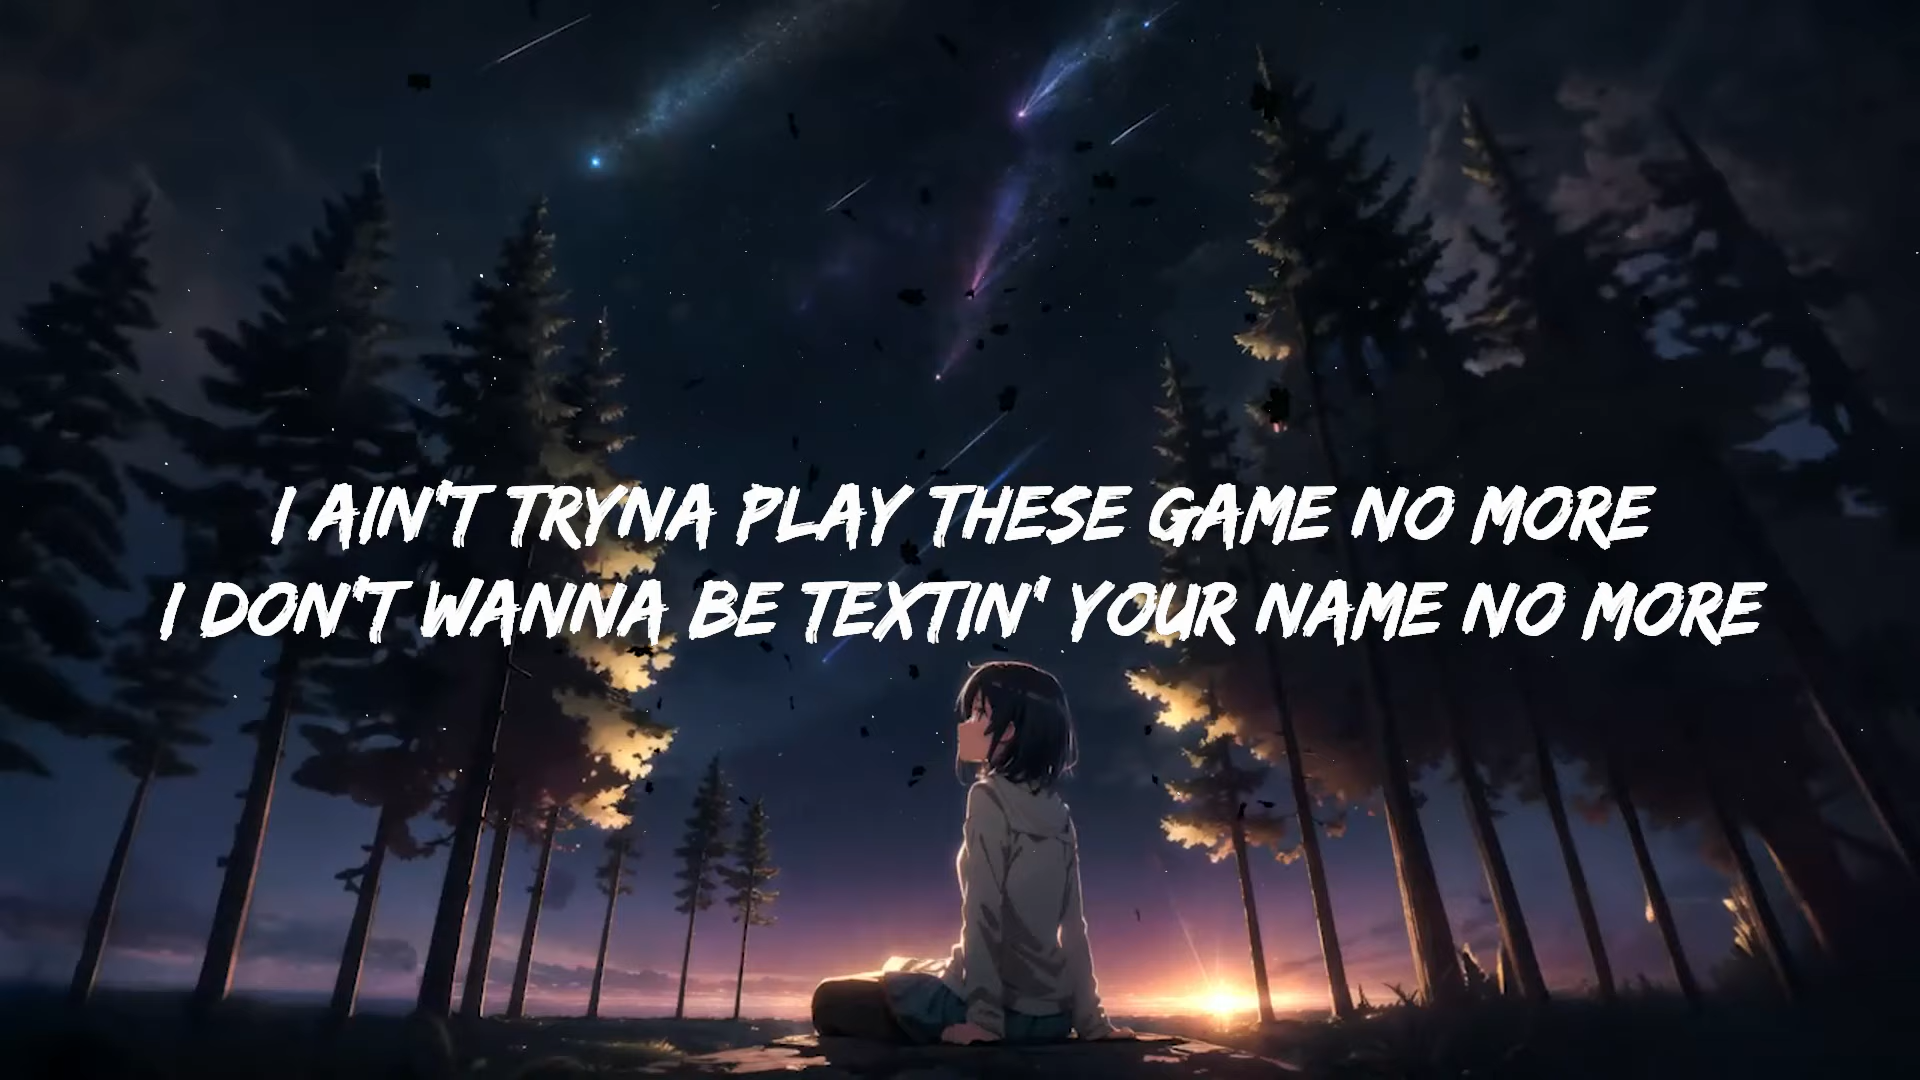 I AIN'T TRYNA PLAY THESE GAME NO MORE
I DON'T WANNA BE TEXTIN' YOUR NAME NO MORE